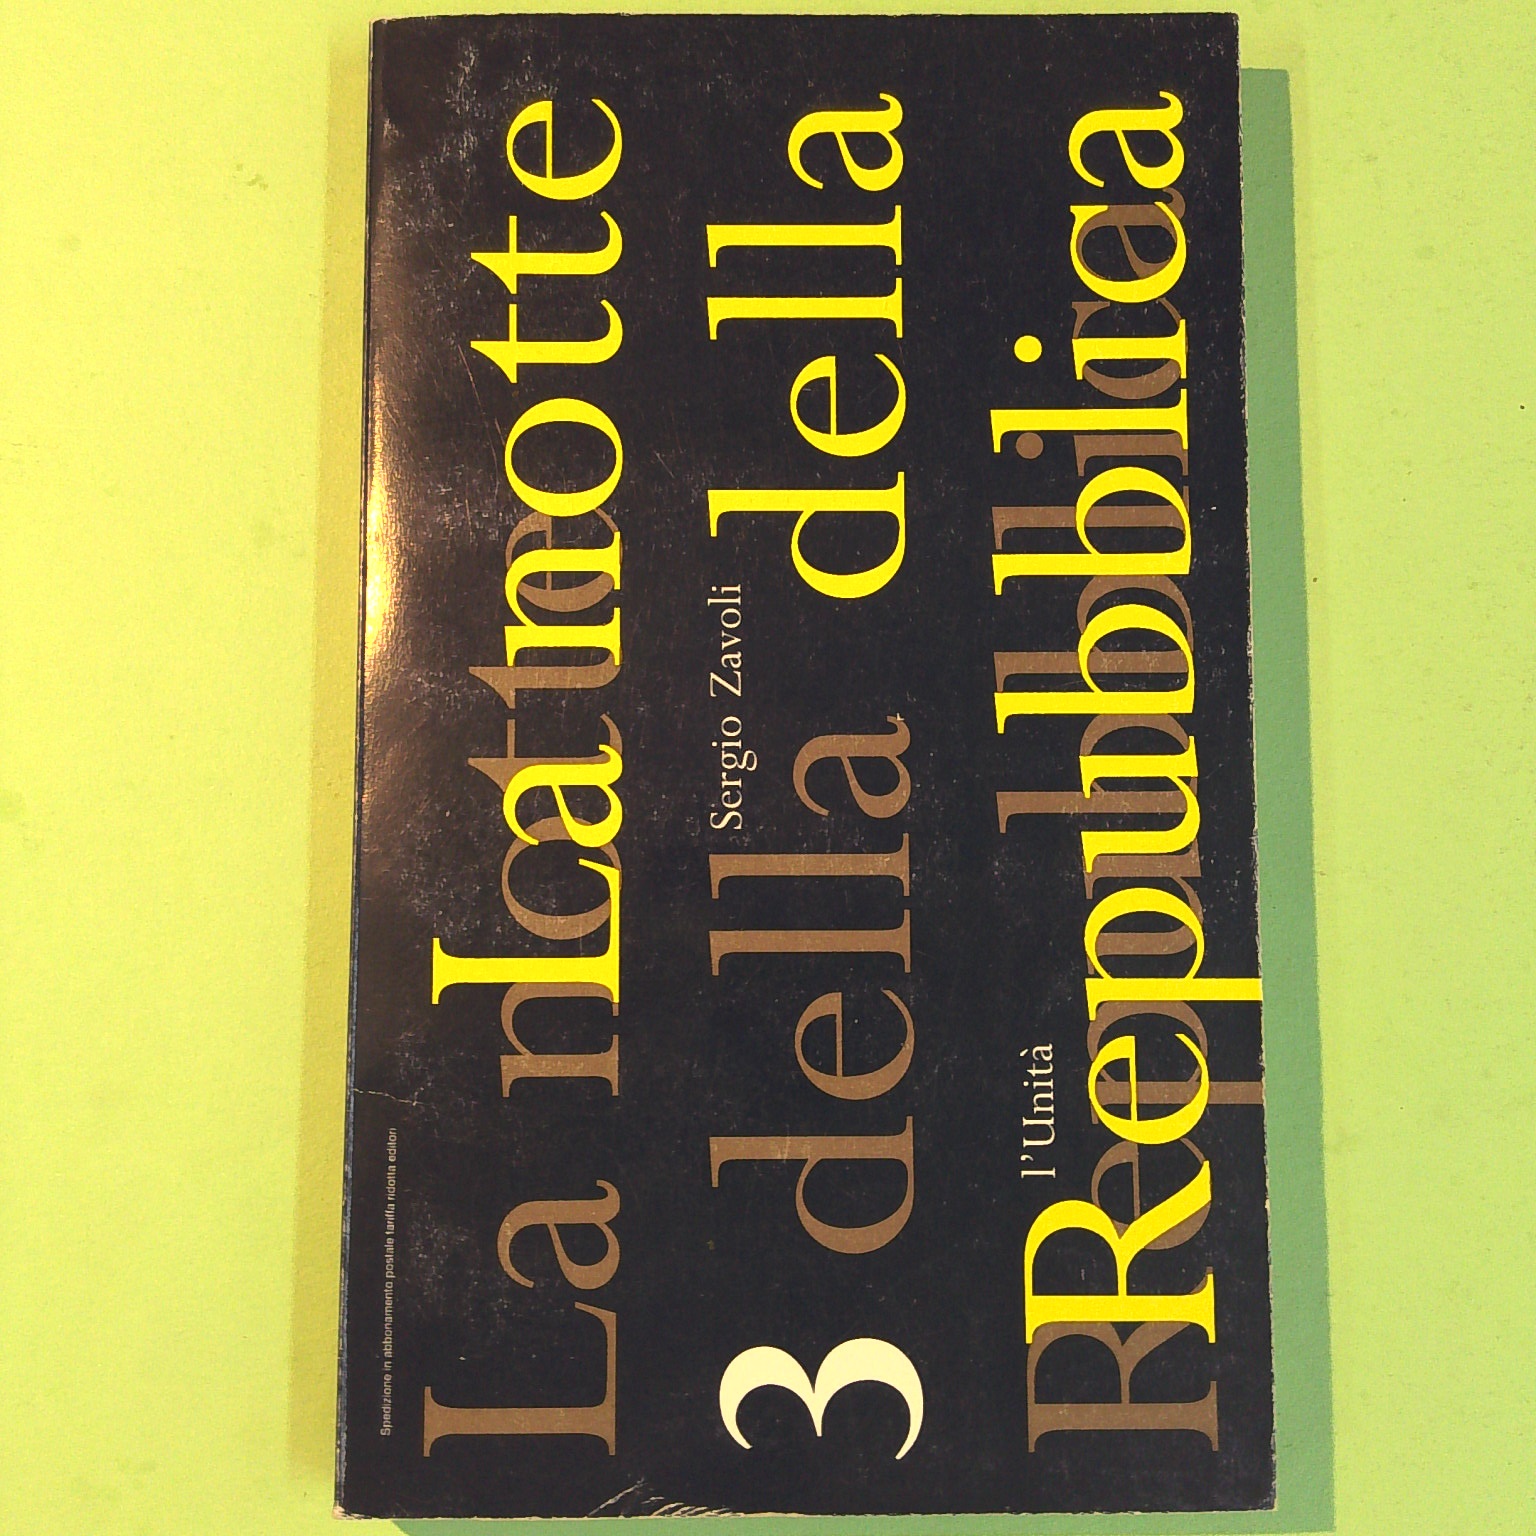 Spedizione in abbonamento postale tariffa ridotta editori
La notte
La notte
Sergio Zavoli
3 della della
l'Unità
Repubblica
Repubblica